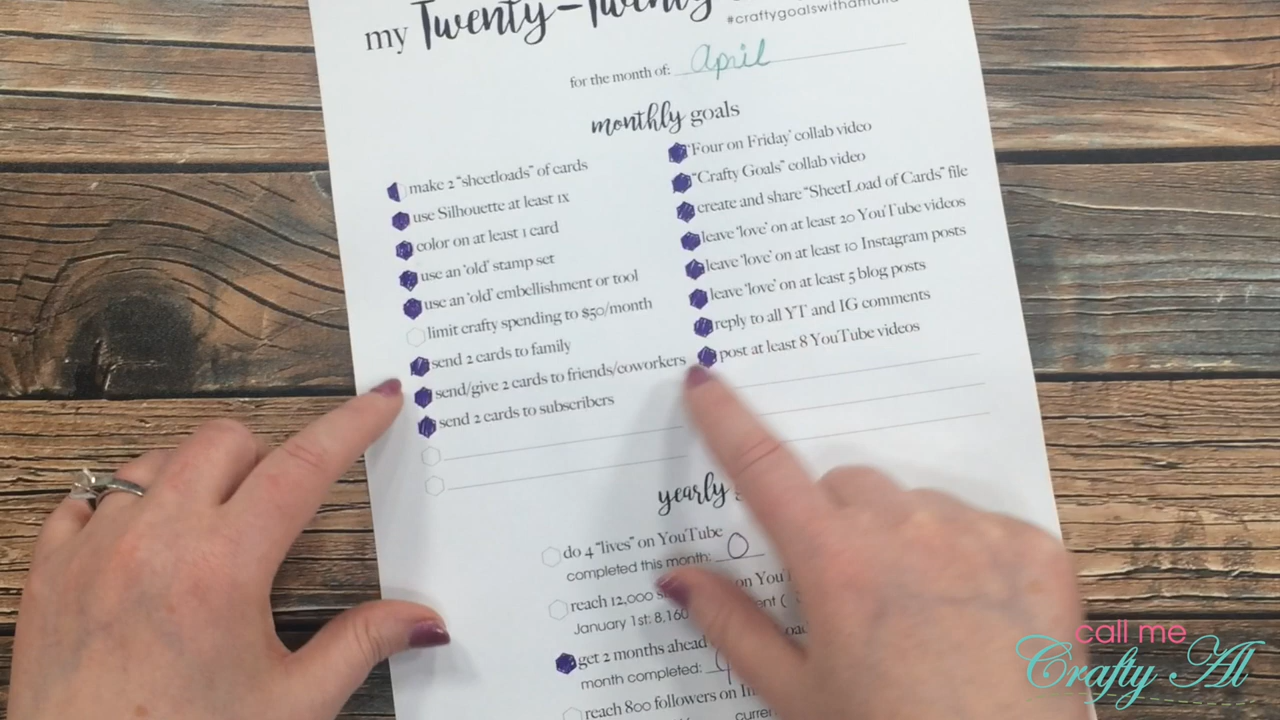 my Twenty-Twenty
for the month of: April
monthly goals
make 2 "sheetloads" of cards
use Silhouette at least 1x
color on at least 1 card
use an 'old' stamp set
use an 'old' embellishment or tool
limit crafty spending to $50/month
send 2 cards to family
send/give 2 cards to friends/coworkers
send 2 cards to subscribers
'Four on Friday' collab video
"Crafty Goals" collab video
create and share "SheetLoad of Cards" file
leave 'love' on at least 20 YouTube videos
leave 'love' on at least 10 Instagram posts
leave 'love' on at least 5 blog posts
reply to all YT and IG comments
post at least 8 YouTube videos
yearly
do 4 "lives" on YouTube
completed this month: 0
reach 12,000 on
January 1st: 8,160
get 2 months ahead
month completed:
reach 800 followers on
call me
Crafty Al